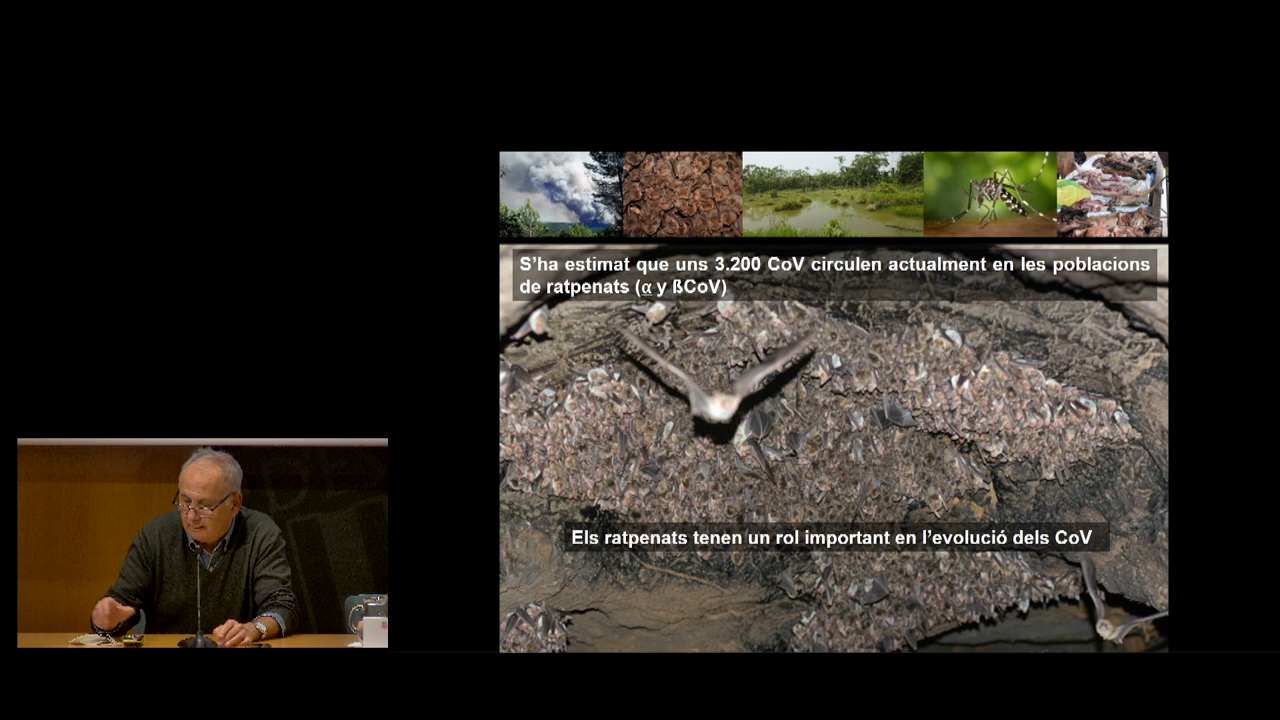 S'ha estimat que uns 3.200 CoV circulen actualment en les poblacions
de ratpenats (α y ßCoV)
Els ratpenats tenen un rol important en l'evolució dels CoV